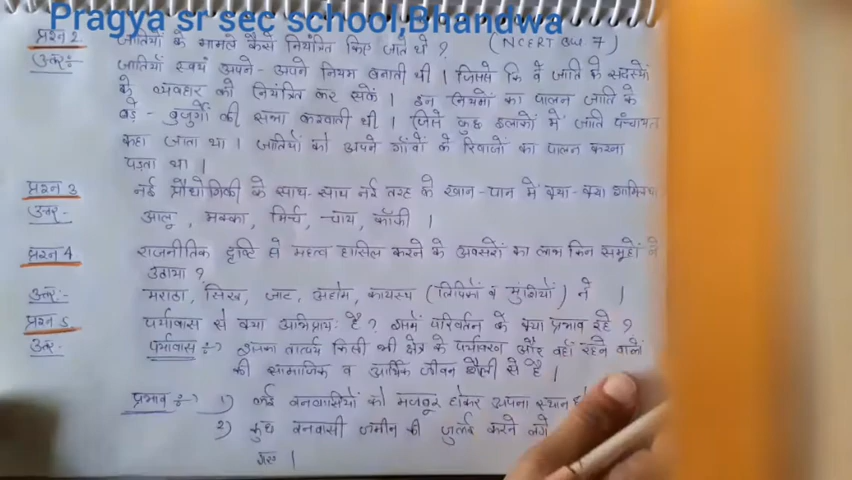 Pragya sr sec school,Bhandwa
प्रश्न 2 जातियों के मामले कैसे नियंत्रित किए जाते थे ? (NCERT BW 7)
उत्तर:- जातियाँ स्वयं अपने-अपने नियम बनाती थी । जिससे कि वे जाति के सदस्यों
के व्यवहार को नियंत्रित कर सकें । इन नियमों का पालन जाति के
बड़े - बुजुर्गों की सभा करवाती थी । जिसे कुछ इलाकों में जाति पंचायत
कहा जाता था । जातियों को अपने गाँवों के रिवाजों का पालन करना
पड़ता था ।
प्रश्न 3 नई प्रौद्योगिकी के साथ-साथ नई तरह के खान-पान में क्या-क्या
उत्तर- आलू, मक्का, मिर्च, चाय, कॉफी ।
प्रश्न 4 राजनीतिक दृष्टि से महत्व हासिल करने के अवसरों का लाभ किन समूहों ने
उठाया ?
उत्तर:- मराठा, सिख, जाट, अहोम, कायस्थ (लिपिकों व मुंशियों) ने ।
प्रश्न 5 पर्यावास से क्या अभिप्राय: है ? इसमें परिवर्तन के क्या प्रभाव रहे ?
उत्तर- पर्यावास :-> इसका तात्पर्य किसी भी क्षेत्र के पर्यावरण और वहाँ रहने वालों
की सामाजिक व आर्थिक जीवन शैली से है ।
प्रभाव :-> 1) कई वनवासियों को मजबूर होकर अपना स्थान
2) कुछ वनवासी जमीन की जुताई करने लगे
गए ।